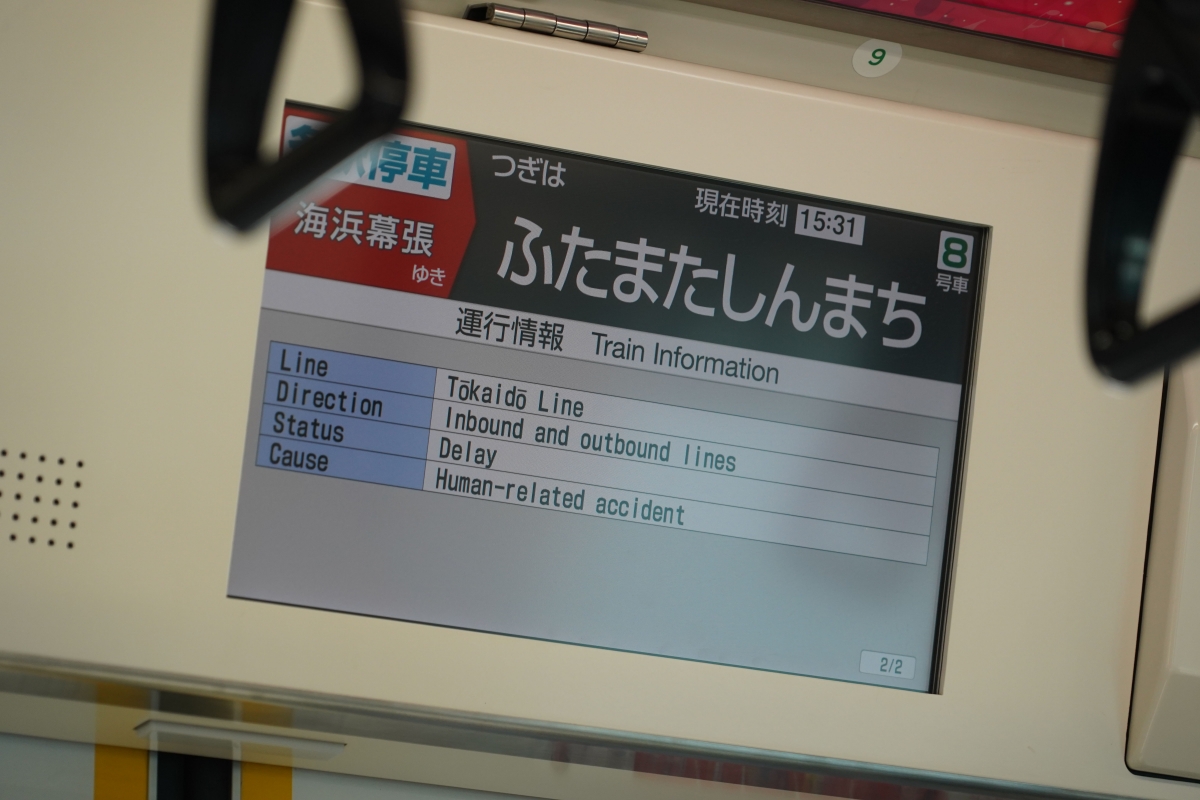 9
停車
つぎは
現在時刻 15:31
8
号車
海浜幕張
ゆき
ふたまたしんまち
運行情報 Train Information
Line Tōkaidō Line
Direction Inbound and outbound lines
Status Delay
Cause Human-related accident
2/2